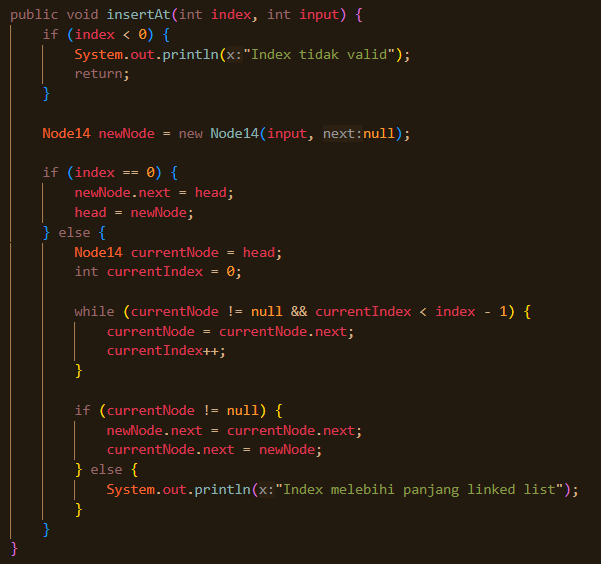 public void insertAt(int index, int input) {
    if (index < 0) {
        System.out.println(x:"Index tidak valid");
        return;
    }

    Node14 newNode = new Node14(input, next:null);

    if (index == 0) {
        newNode.next = head;
        head = newNode;
    } else {
        Node14 currentNode = head;
        int currentIndex = 0;

        while (currentNode != null && currentIndex < index - 1) {
            currentNode = currentNode.next;
            currentIndex++;
        }

        if (currentNode != null) {
            newNode.next = currentNode.next;
            currentNode.next = newNode;
        } else {
            System.out.println(x:"Index melebihi panjang linked list");
        }
    }
}